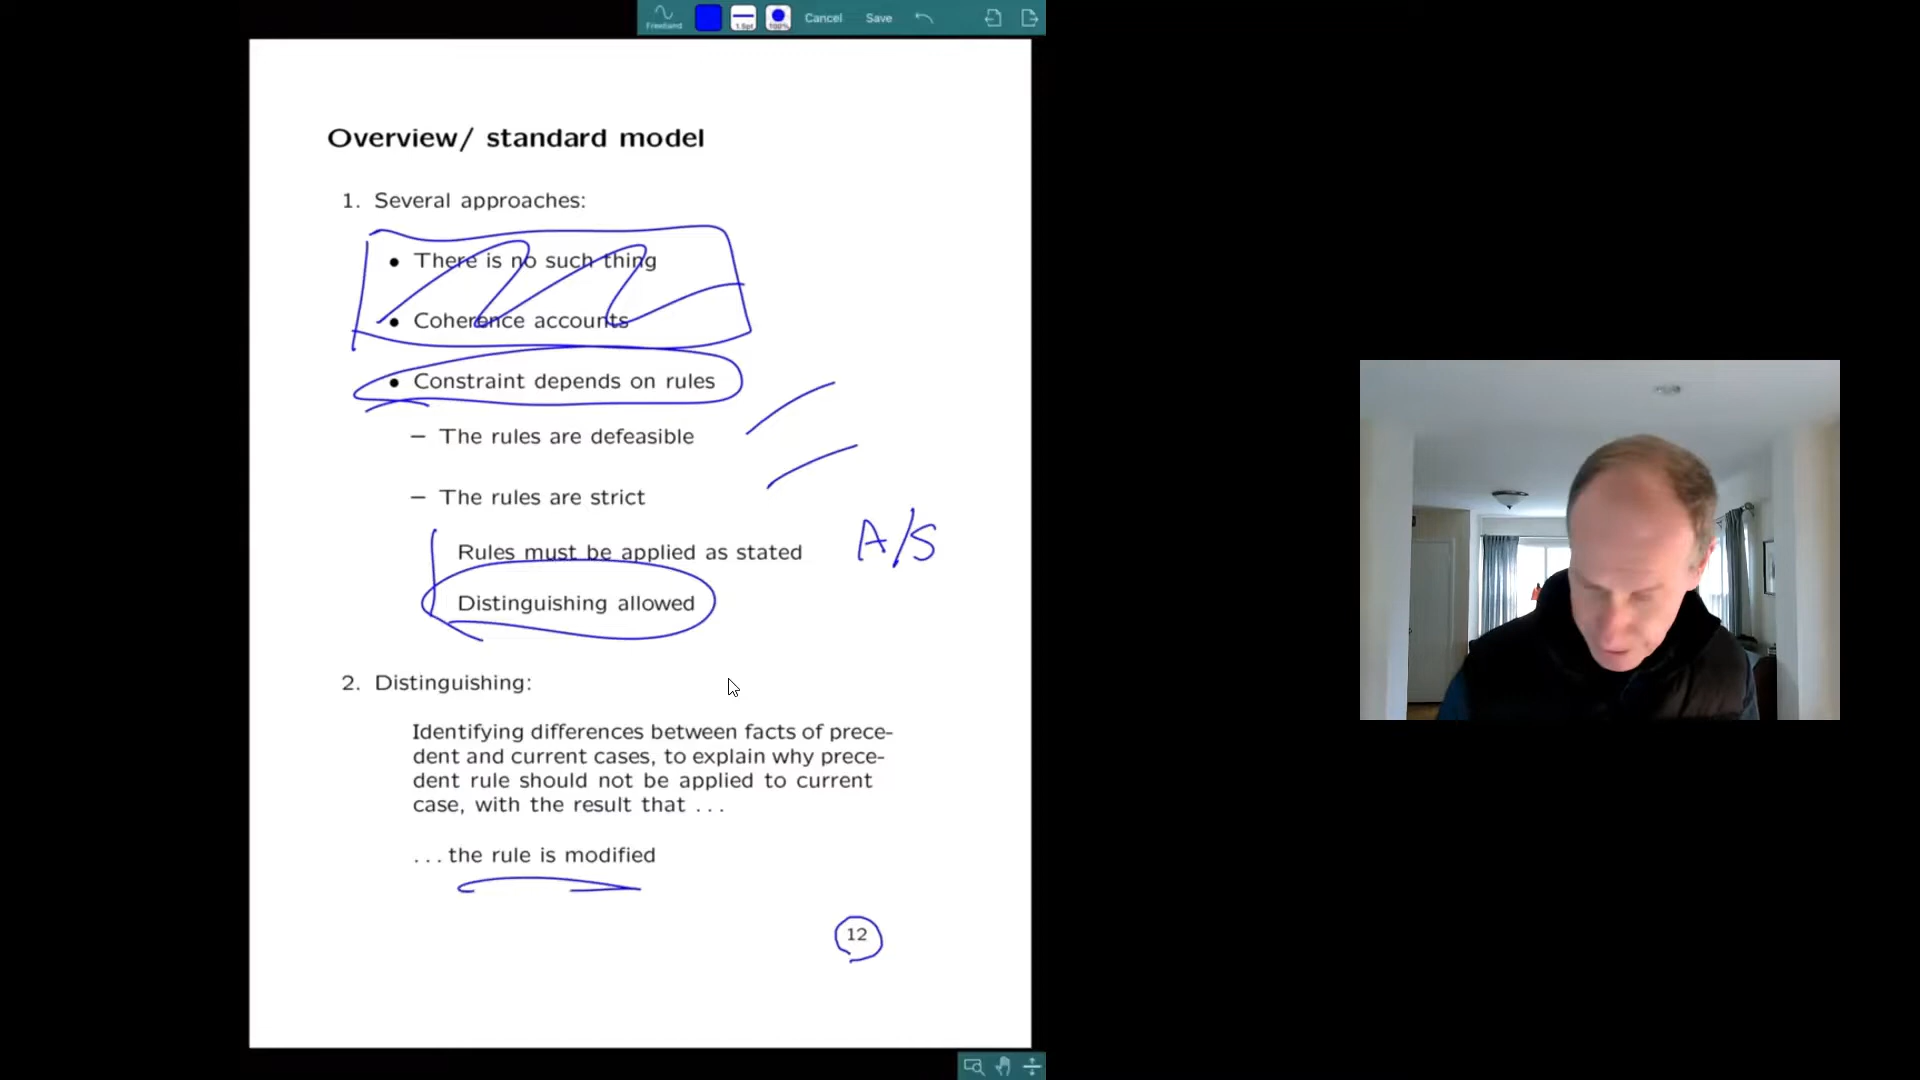 Freehand
1.5pt
100%
Cancel
Save
Overview/ standard model
1. Several approaches:
• There is no such thing
• Coherence accounts
• Constraint depends on rules
– The rules are defeasible
– The rules are strict
Rules must be applied as stated
A/S
Distinguishing allowed
2. Distinguishing:
Identifying differences between facts of prece-
dent and current cases, to explain why prece-
dent rule should not be applied to current
case, with the result that ...
... the rule is modified
12